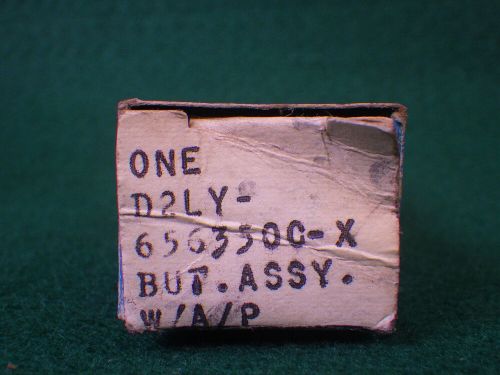 ONE
D2LY-
656350C-X
BUT. ASSY.
W/A/P